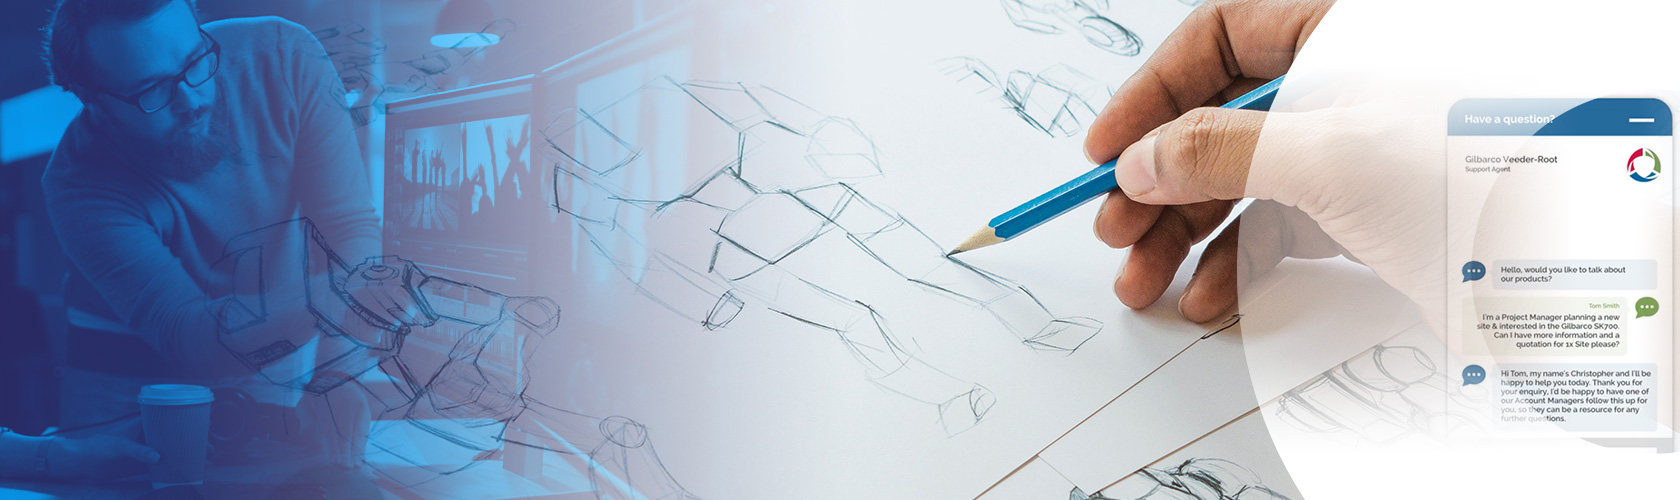 Have a question?
Gilbarco Veeder-Root
Support Agent
Hello, would you like to talk about
our products?
Tom Smith
I'm a Project Manager planning a new
site & interested in the Gilbarco SK700.
Can I have more information and a
quotation for 1x Site please?
Hi Tom, my name's Christopher and I'll be
happy to help you today. Thank you for
your enquiry, I'd be happy to have one of
our Account Managers follow this up for
you, so they can be a resource for any
further questions.